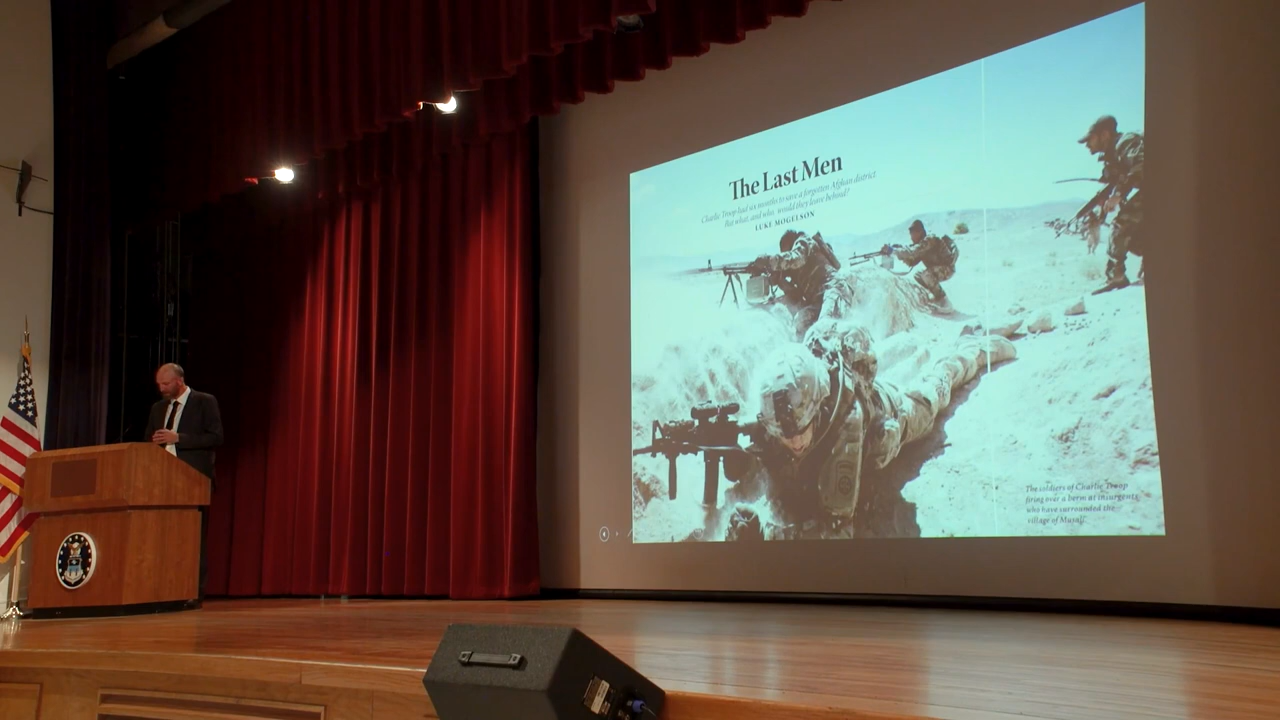 The Last Men
Charlie Troop had six months to save a forgotten Afghan district
But what, and who, would they leave behind?
LUKE MOGELSON
The soldiers of Charlie Troop
firing over a berm at insurgents
who have surrounded the
village of